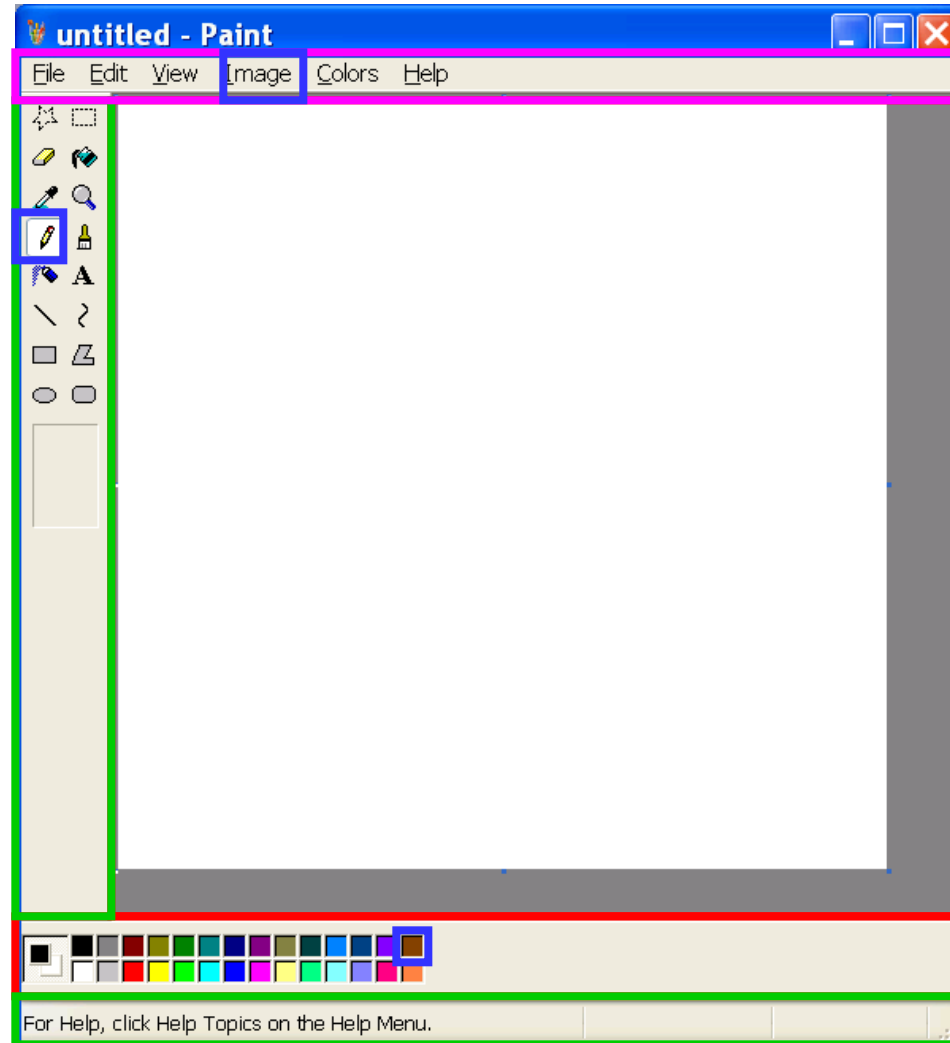 untitled - Paint
File Edit View Image Colors Help
A
For Help, click Help Topics on the Help Menu.